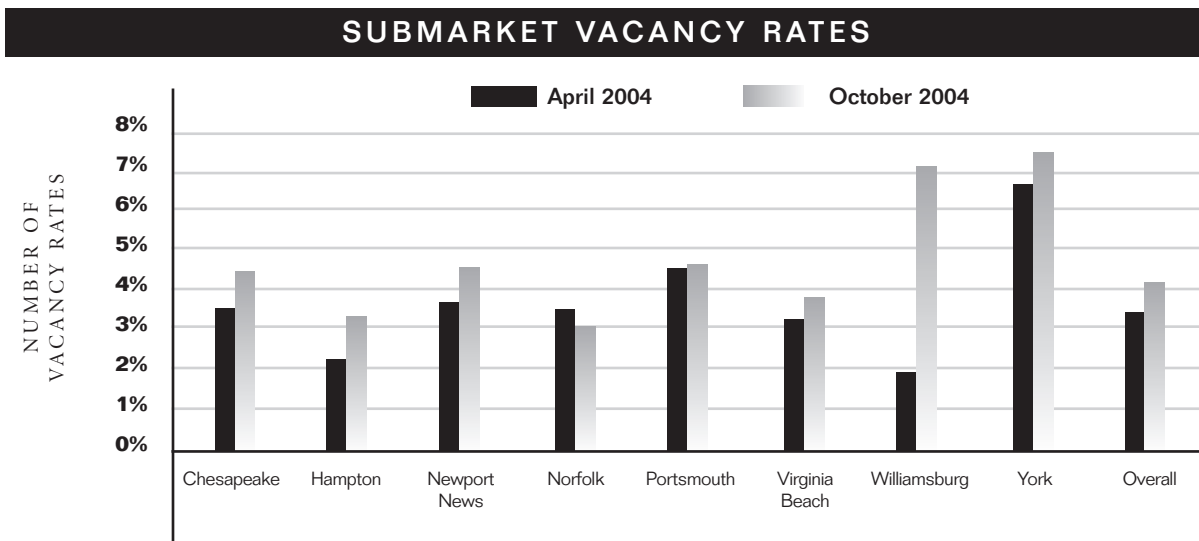 SUBMARKET VACANCY RATES
April 2004
October 2004
NUMBER OF
VACANCY RATES
8%
7%
6%
5%
4%
3%
2%
1%
0%
Chesapeake
Hampton
Newport
News
Norfolk
Portsmouth
Virginia
Beach
Williamsburg
York
Overall